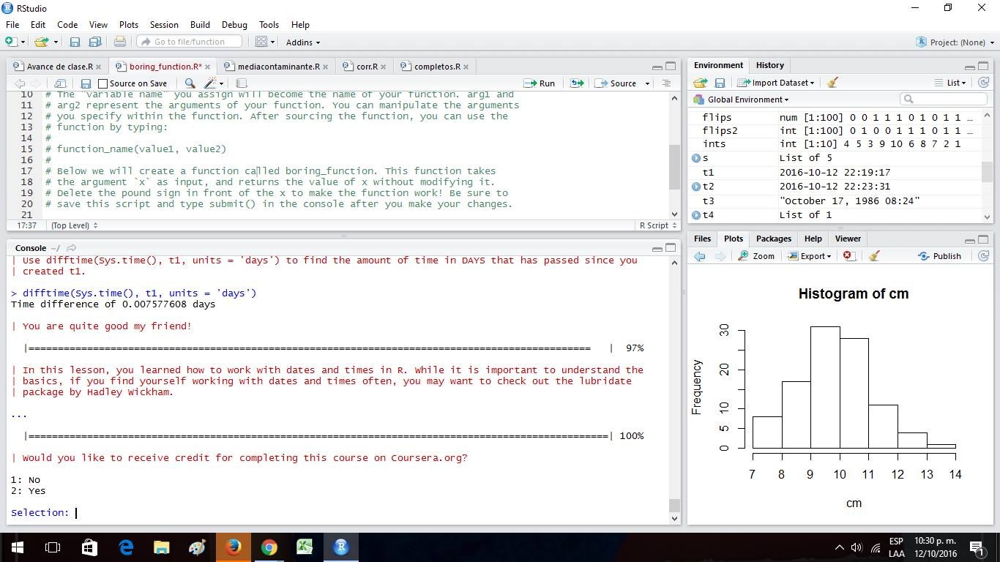 RStudio
File Edit Code View Plots Session Build Debug Tools Help
Go to file/function Addins Project: (None)
Avance de clase.R boring_function.R* mediacontaminante.R corr.R completos.R
Source on Save Run Source
10 # The "variable name" you assign will become the name of your function. arg1 and
11 # arg2 represent the arguments of your function. You can manipulate the arguments
12 # you specify within the function. After sourcing the function, you can use the
13 # function by typing:
14 #
15 # function_name(value1, value2)
16 #
17 # Below we will create a function called boring_function. This function takes
18 # the argument `x` as input, and returns the value of x without modifying it.
19 # Delete the pound sign in front of the x to make the function work! Be sure to
20 # save this script and type submit() in the console after you make your changes.
21
17:37 (Top Level) R Script
Console ~/
| Use difftime(Sys.time(), t1, units = 'days') to find the amount of time in DAYS that has passed since you
| created t1.
> difftime(Sys.time(), t1, units = 'days')
Time difference of 0.007577608 days
| You are quite good my friend!
|================================================================================================   |  97%
| In this lesson, you learned how to work with dates and times in R. While it is important to understand the
| basics, if you find yourself working with dates and times often, you may want to check out the lubridate
| package by Hadley Wickham.
...
|===================================================================================================| 100%
| Would you like to receive credit for completing this course on Coursera.org?
1: No
2: Yes
Selection:
Environment History
Import Dataset List
Global Environment
flips num [1:100] 0 0 1 1 1 0 1 0 1 1 …
flips2 int [1:100] 0 1 0 0 1 1 1 0 1 1 …
ints int [1:10] 4 5 3 9 10 6 8 7 2 1
s List of 5
t1 2016-10-12 22:19:17
t2 2016-10-12 22:23:31
t3 "October 17, 1986 08:24"
t4 List of 1
Files Plots Packages Help Viewer
Zoom Export Publish
Histogram of cm
Frequency
30
20
10
5
0
7 8 9 10 11 12 13 14
cm
ESP 10:30 p. m.
LAA 12/10/2016
1